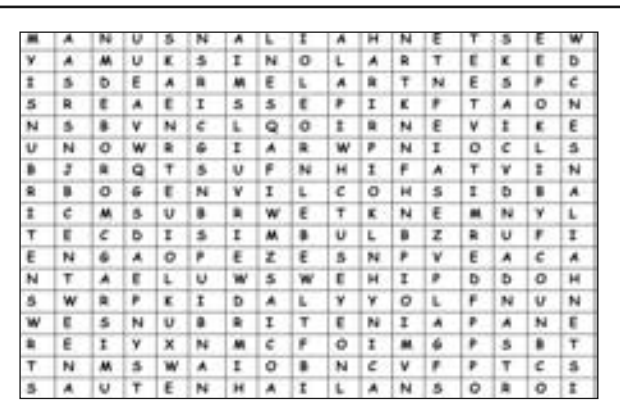 M A N U S N A L I A H N E T S E W
Y A M U K S I N O L A R T E K E D
I S D E A R M E L A R T N E S P C
S R E A E I S S E P I K P T A O N
N S B V N C L Q O I R N E V I K E
U N O W R G I A R W P N I O C L S
B J R Q T S U F N H I F A T V I N
R B O G E N V I L C O H S I D B A
I C M S U B R W E T K N E M N Y L
T E C D I S I M B U L B Z R U F I
E N G A O P E Z E S N P V E A C A
N T A E L U W S W E H I P D D O H
S W R P K I D A L Y Y O L F N U N
W E S N U B R I T E N I A P A N E
R E I Y X N M C F O I M G P S B T
T N M S W A I O B N C V F P T C S
S A U T E N H A I L A N S O R O I